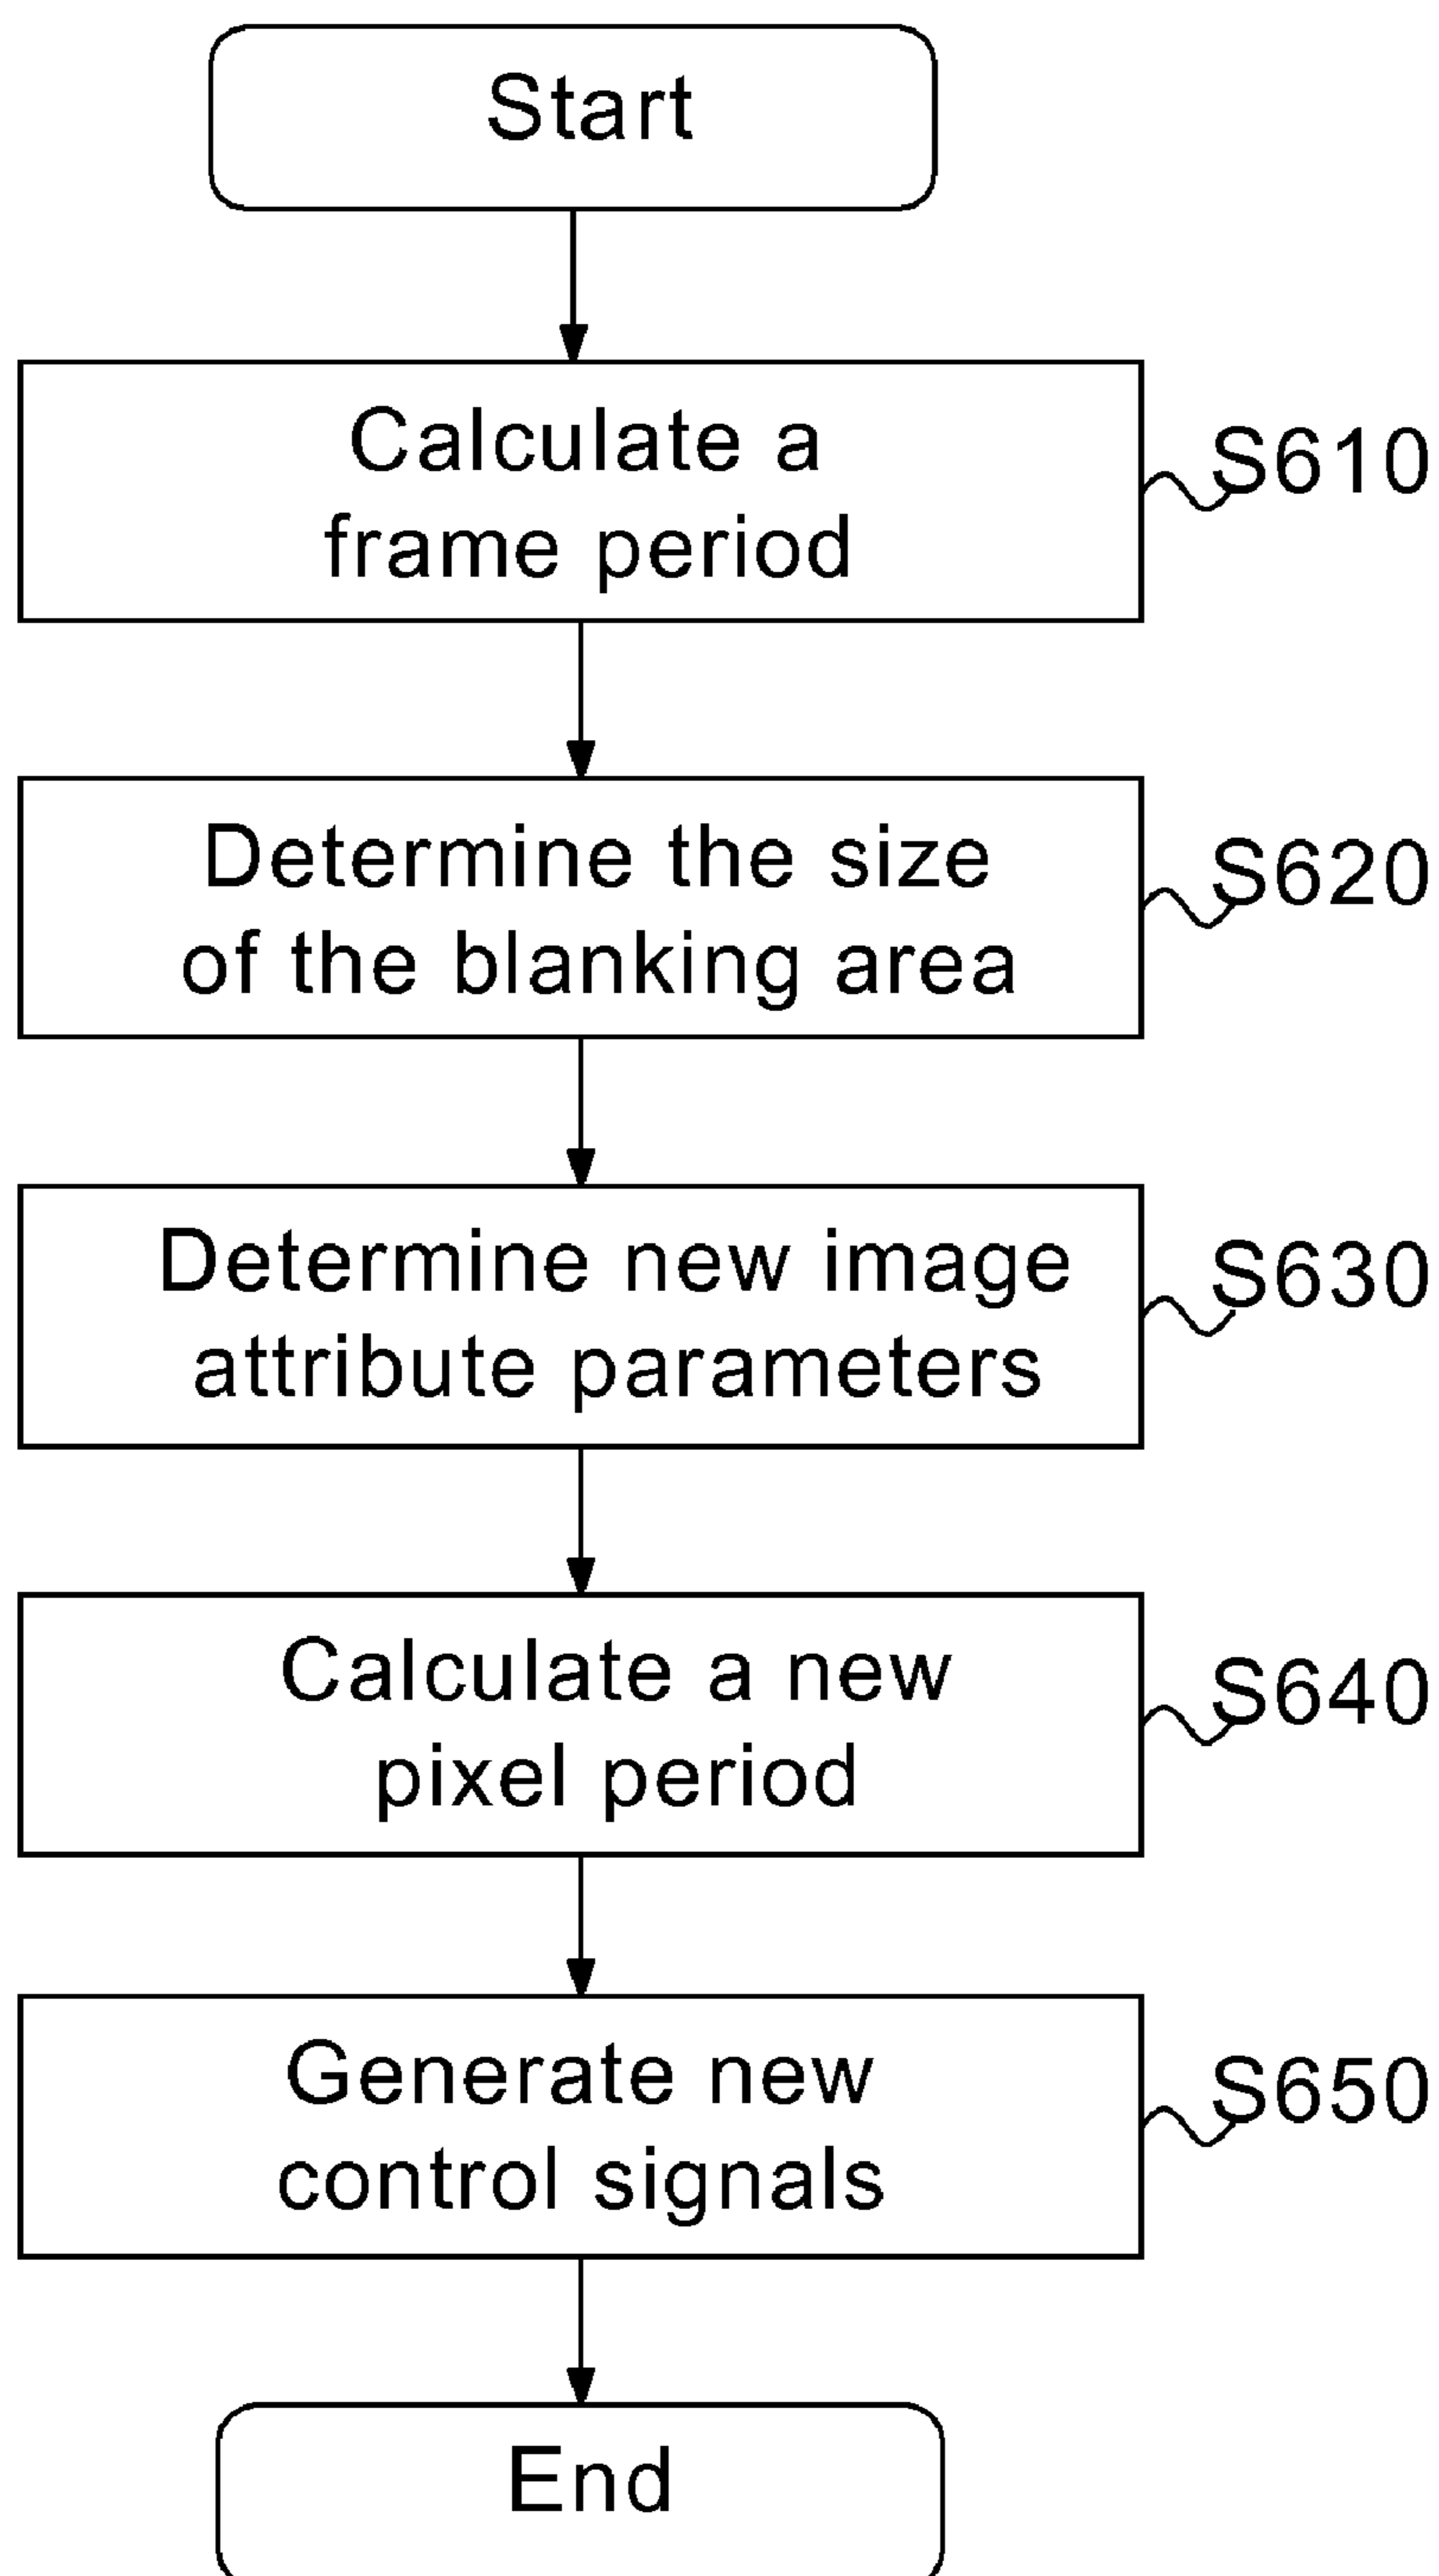 Start
Calculate a
frame period
S610
Determine the size
of the blanking area
S620
Determine new image
attribute parameters
S630
Calculate a new
pixel period
S640
Generate new
control signals
S650
End